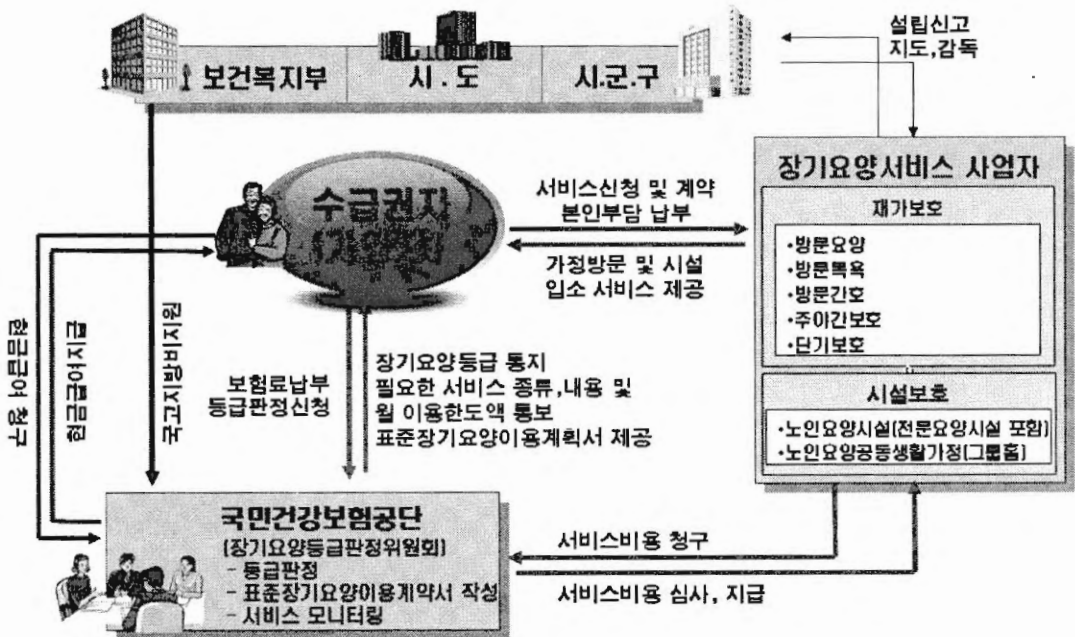 보건복지부
시 . 도
시.군.구
설립신고
지도,감독
수급권자
서비스신청 및 계약
본인부담 납부
가정방문 및 시설
입소 서비스 제공
장기요양서비스 사업자
재가보호
•방문요양
•방문목욕
•방문간호
•주야간보호
•단기보호
시설보호
•노인요양시설(전문요양시설 포함)
•노인요양공동생활가정(그룹홈)
현금급여 청구
현금급여지급
국고지방비지원
보험료납부
등급판정신청
장기요양등급 통지
필요한 서비스 종류,내용 및
월 이용한도액 통보
표준장기요양이용계획서 제공
국민건강보험공단
(장기요양등급판정위원회)
- 등급판정
- 표준장기요양이용계약서 작성
- 서비스 모니터링
서비스비용 청구
서비스비용 심사, 지급